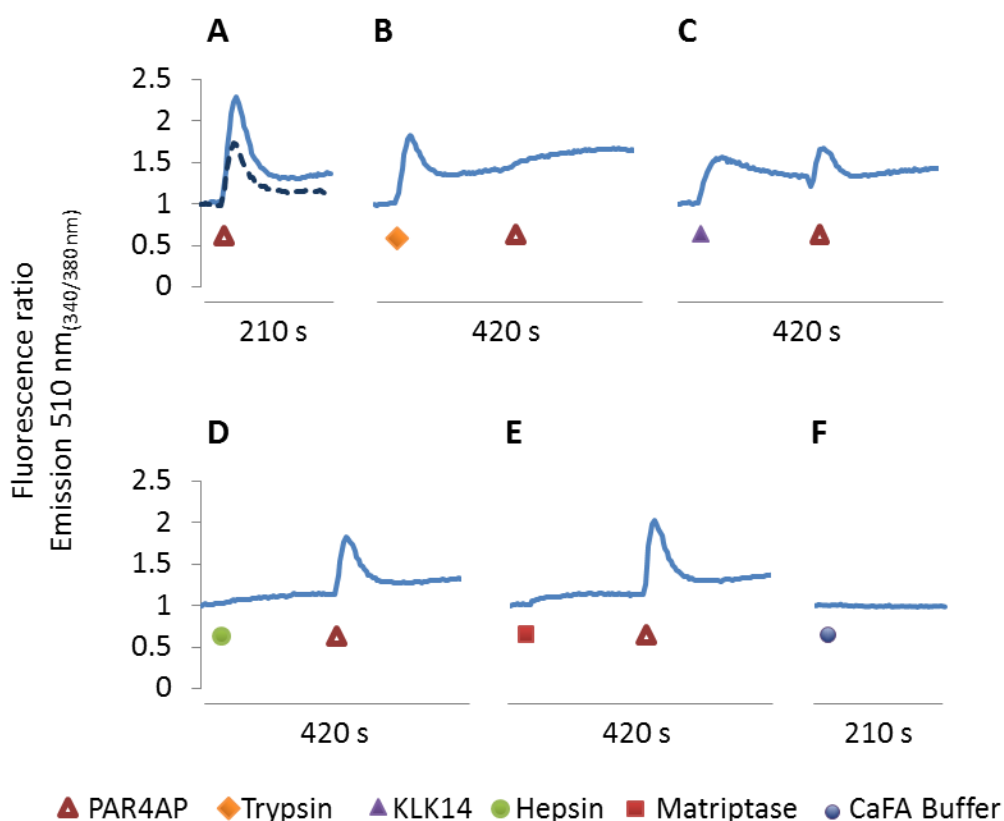 A B C
2.5
2
1.5
1
0.5
0
210 s 420 s 420 s
Fluorescence ratio
Emission 510 nm(340/380 nm)
D E F
2.5
2
1.5
1
0.5
0
420 s 420 s 210 s
PAR4AP Trypsin KLK14 Hepsin Matriptase CaFA Buffer